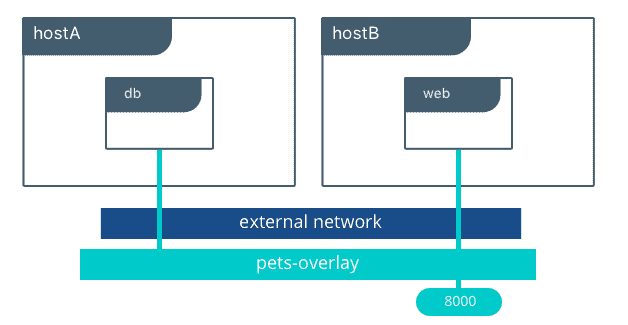 hostA
hostB
db
web
external network
pets-overlay
8000